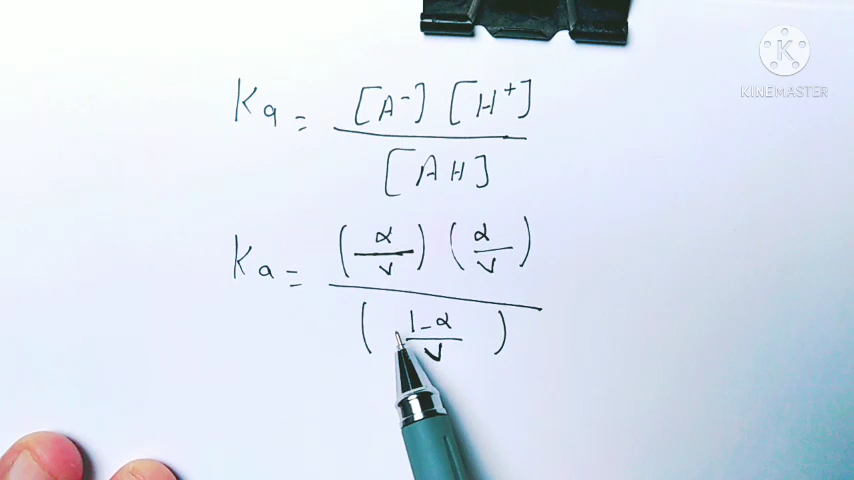 K
KINEMASTER
Ka = [A⁻] [H⁺]
[AH]
Ka = (α/v) (α/v)
(1-α/v)